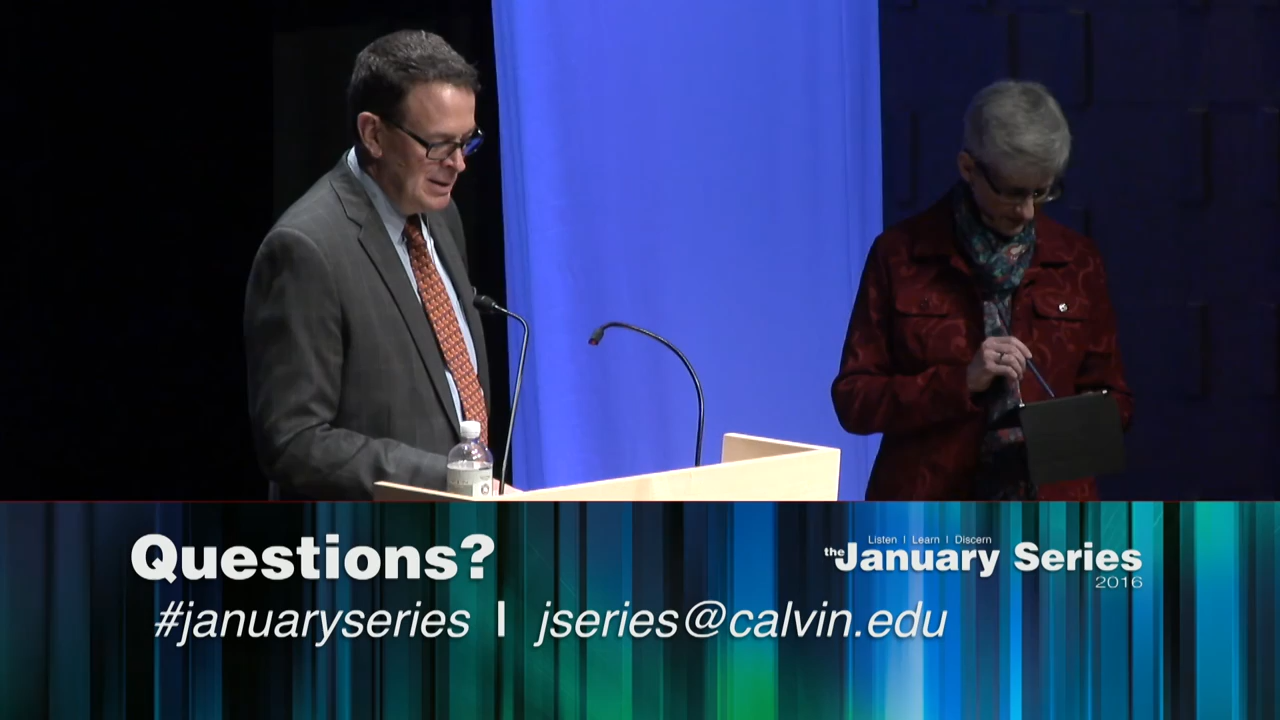 Questions?
#januaryseries | jseries@calvin.edu
Listen | Learn | Discern
the January Series
2016